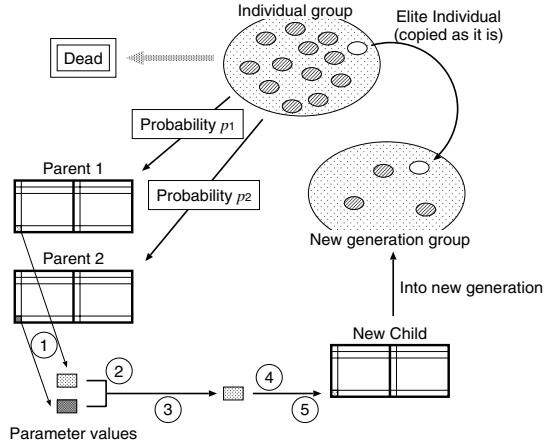 Individual group
Elite Individual
(copied as it is)
Dead
Probability p1
Parent 1
Probability p2
New generation group
Parent 2
Into new generation
New Child
1
2
3
4
5
Parameter values